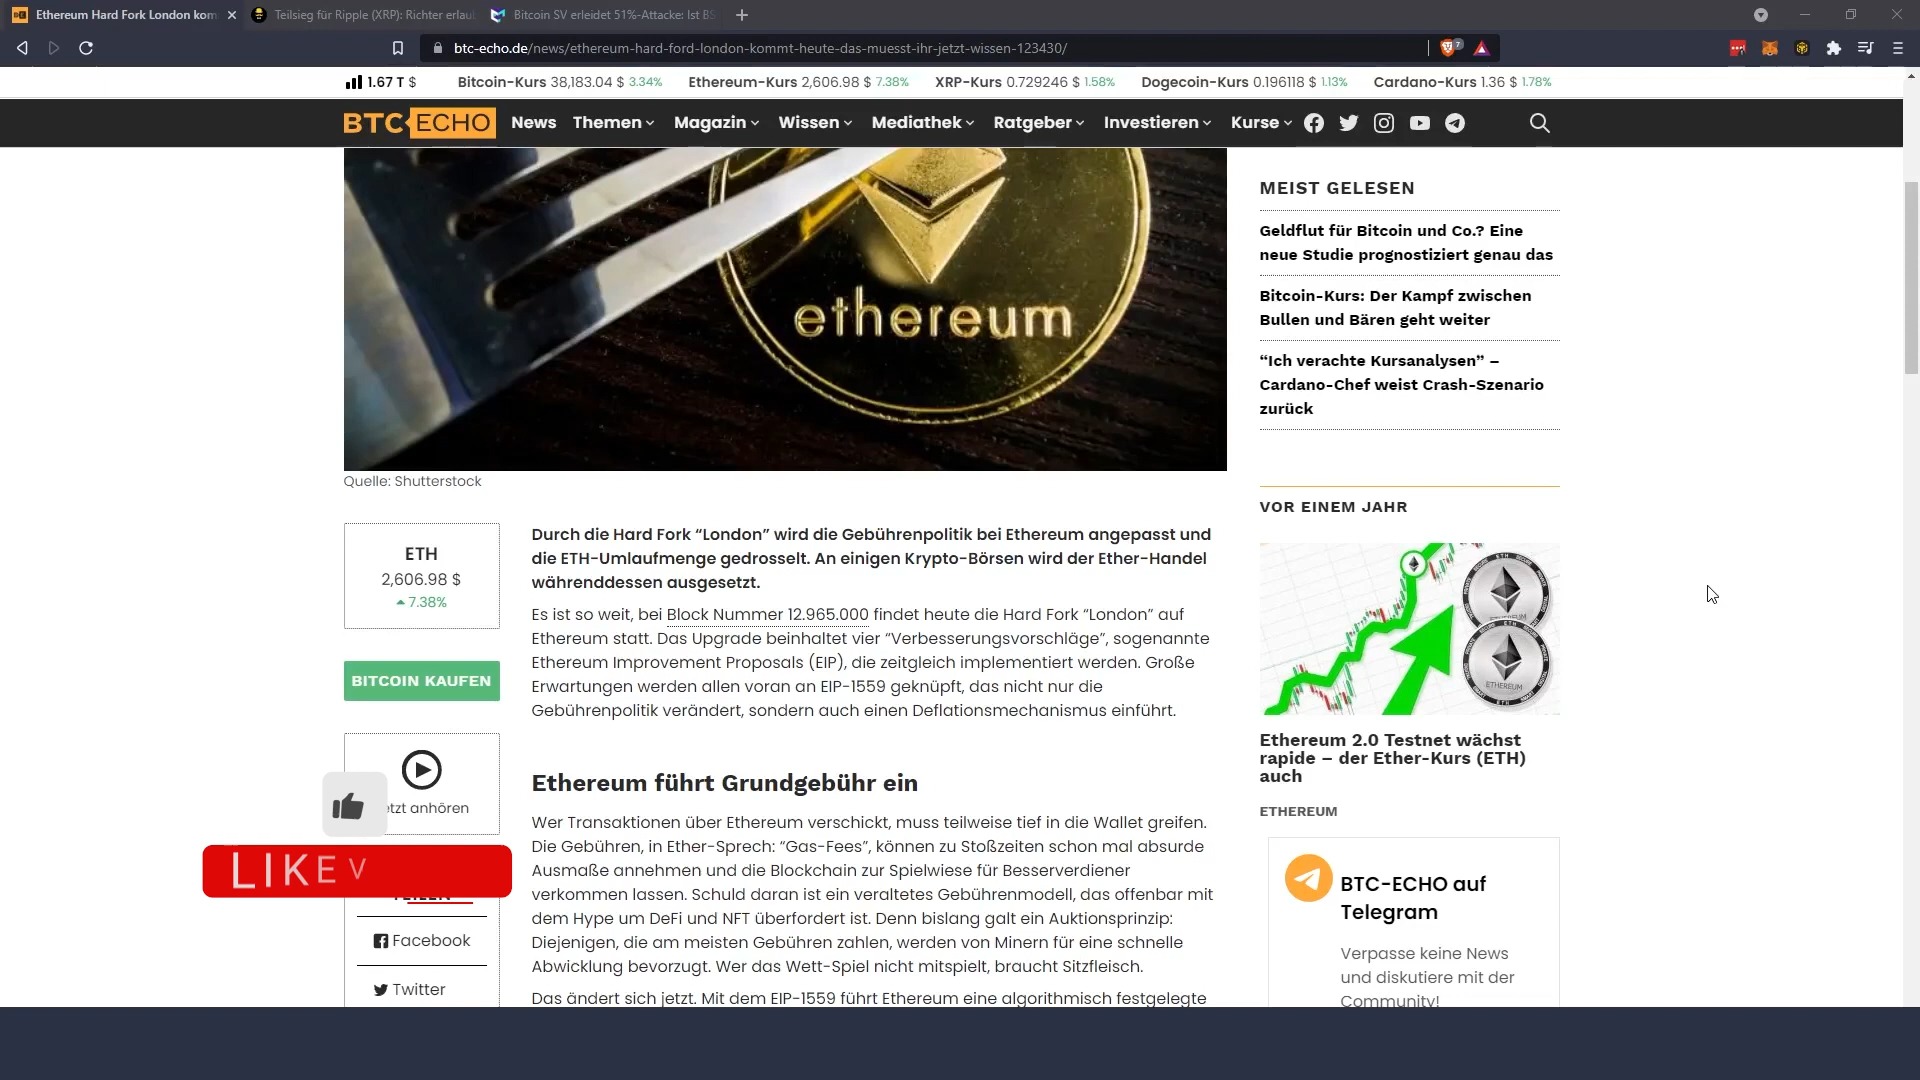 Ethereum Hard Fork London kom
Teilsieg für Ripple (XRP): Richter erlau
Bitcoin SV erleidet 51%-Attacke: Ist BS
btc-echo.de/news/ethereum-hard-ford-london-kommt-heute-das-muesst-ihr-jetzt-wissen-123430/
7
1.67 T $
Bitcoin-Kurs 38,183.04 $ 3.34%
Ethereum-Kurs 2,606.98 $ 7.38%
XRP-Kurs 0.729246 $ 1.58%
Dogecoin-Kurs 0.196118 $ 1.13%
Cardano-Kurs 1.36 $ 1.78%
BTC ECHO
News Themen Magazin Wissen Mediathek Ratgeber Investieren Kurse
ethereum
Quelle: Shutterstock
ETH
2,606.98 $
7.38%
BITCOIN KAUFEN
etzt anhören
LIKE V
TEILEN
Facebook
Twitter
Durch die Hard Fork “London” wird die Gebührenpolitik bei Ethereum angepasst und
die ETH-Umlaufmenge gedrosselt. An einigen Krypto-Börsen wird der Ether-Handel
währenddessen ausgesetzt.
Es ist so weit, bei Block Nummer 12.965.000 findet heute die Hard Fork “London” auf
Ethereum statt. Das Upgrade beinhaltet vier “Verbesserungsvorschläge”, sogenannte
Ethereum Improvement Proposals (EIP), die zeitgleich implementiert werden. Große
Erwartungen werden allen voran an EIP-1559 geknüpft, das nicht nur die
Gebührenpolitik verändert, sondern auch einen Deflationsmechanismus einführt.
Ethereum führt Grundgebühr ein
Wer Transaktionen über Ethereum verschickt, muss teilweise tief in die Wallet greifen.
Die Gebühren, in Ether-Sprech: “Gas-Fees”, können zu Stoßzeiten schon mal absurde
Ausmaße annehmen und die Blockchain zur Spielwiese für Besserverdiener
verkommen lassen. Schuld daran ist ein veraltetes Gebührenmodell, das offenbar mit
dem Hype um DeFi und NFT überfordert ist. Denn bislang galt ein Auktionsprinzip:
Diejenigen, die am meisten Gebühren zahlen, werden von Minern für eine schnelle
Abwicklung bevorzugt. Wer das Wett-Spiel nicht mitspielt, braucht Sitzfleisch.
Das ändert sich jetzt. Mit dem EIP-1559 führt Ethereum eine algorithmisch festgelegte
MEIST GELESEN
Geldflut für Bitcoin und Co.? Eine
neue Studie prognostiziert genau das
Bitcoin-Kurs: Der Kampf zwischen
Bullen und Bären geht weiter
“Ich verachte Kursanalysen” –
Cardano-Chef weist Crash-Szenario
zurück
VOR EINEM JAHR
ETHEREUM
Ethereum 2.0 Testnet wächst
rapide – der Ether-Kurs (ETH)
auch
ETHEREUM
BTC-ECHO auf
Telegram
Verpasse keine News
und diskutiere mit der
Community!